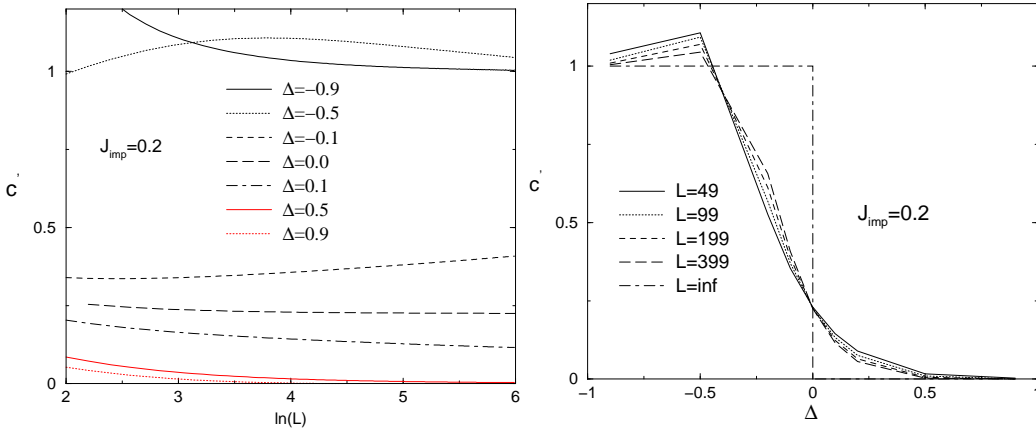 1
0.5
0
c'
J_imp=0.2
Δ=−0.9
Δ=−0.5
Δ=−0.1
Δ=0.0
Δ=0.1
Δ=0.5
Δ=0.9
2 3 4 5 6
ln(L)
1
0.5
0
c'
J_imp=0.2
L=49
L=99
L=199
L=399
L=inf
−1 −0.5 0 0.5 1
Δ